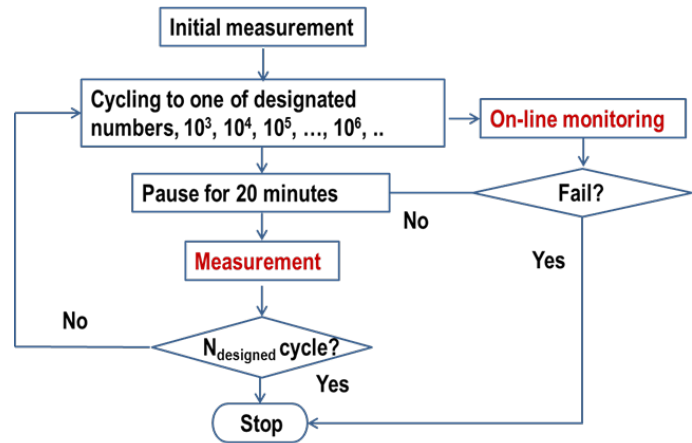 Initial measurement
Cycling to one of designated
numbers, 10³, 10⁴, 10⁵, …, 10⁶, ..
On-line monitoring
Pause for 20 minutes
Fail?
No
Measurement
Yes
No
N_designed cycle?
Yes
Stop